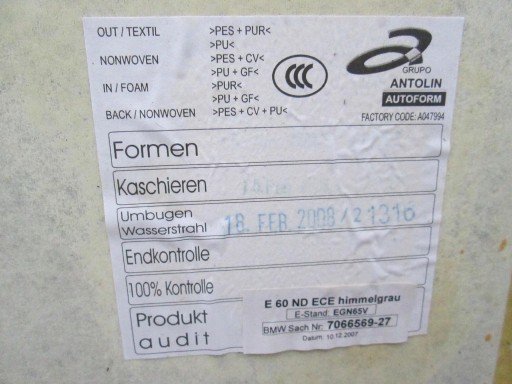 OUT / TEXTIL >PES + PUR<
>PU<
NONWOVEN >PES + CV<
>PU + GF<
IN / FOAM >PUR<
>PU + GF<
BACK / NONWOVEN >PES + CV + PU<
CCC
GRUPO
ANTOLIN
AUTOFORM
FACTORY CODE: A047994
Formen
Kaschieren
Umbugen
Wasserstrahl
18. FEB. 2008 / 21316
Endkontrolle
100% Kontrolle
Produkt
audit
E 60 ND ECE himmelgrau
E-Stand: EGN65V
BMW Sach Nr. 7066569-27
Datum: 10.12.2007